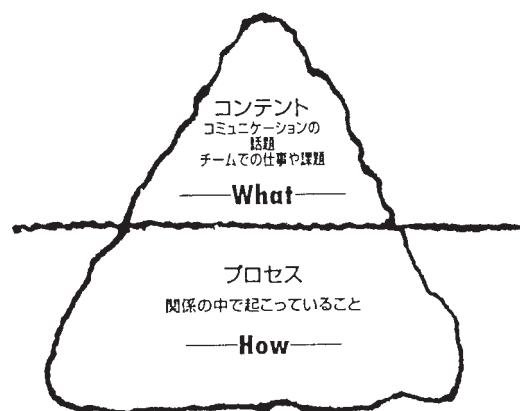 コンテント
コミュニケーションの
話題
チームでの仕事や課題
What
プロセス
関係の中で起こっていること
How